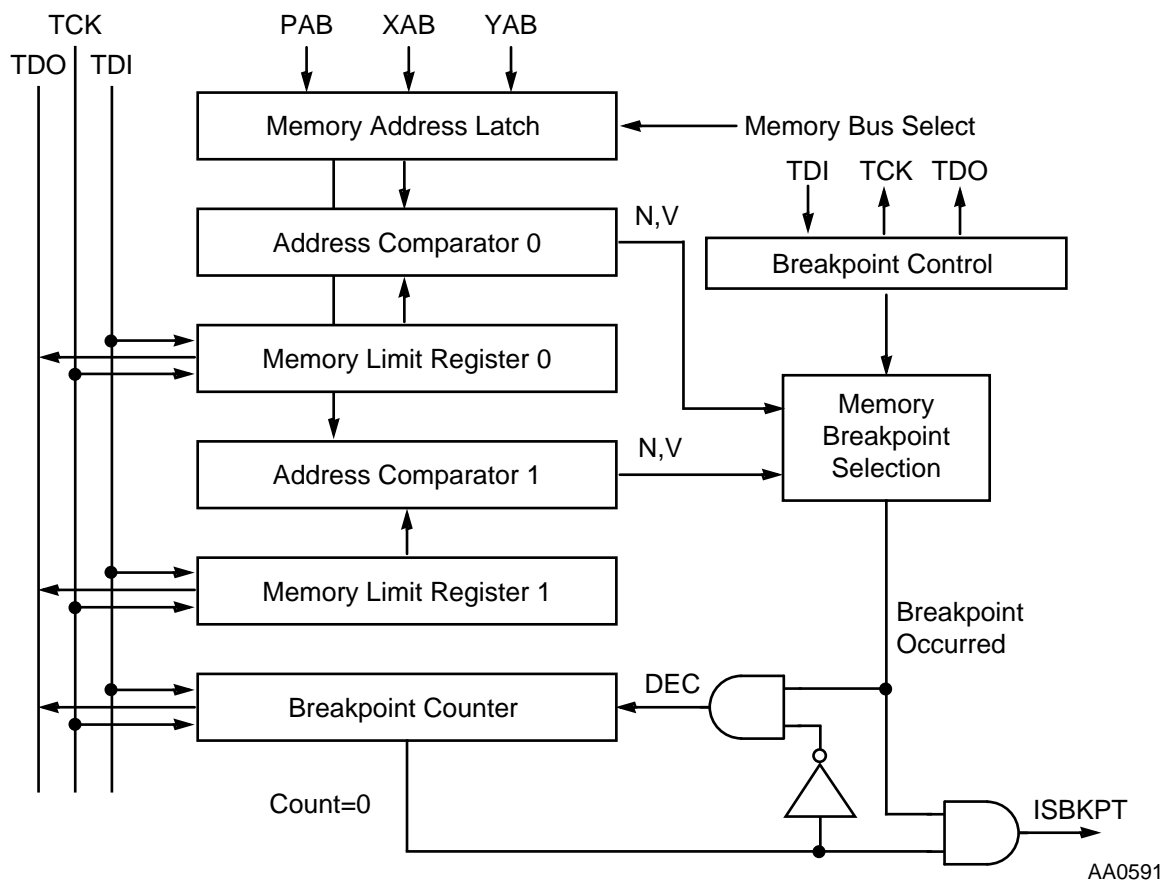 TCK
TDO
TDI
PAB
XAB
YAB
Memory Address Latch
Memory Bus Select
TDI
TCK
TDO
Address Comparator 0
N,V
Breakpoint Control
Memory Limit Register 0
Memory
Breakpoint
Selection
Address Comparator 1
N,V
Memory Limit Register 1
Breakpoint
Occurred
Breakpoint Counter
DEC
Count=0
ISBKPT
AA0591